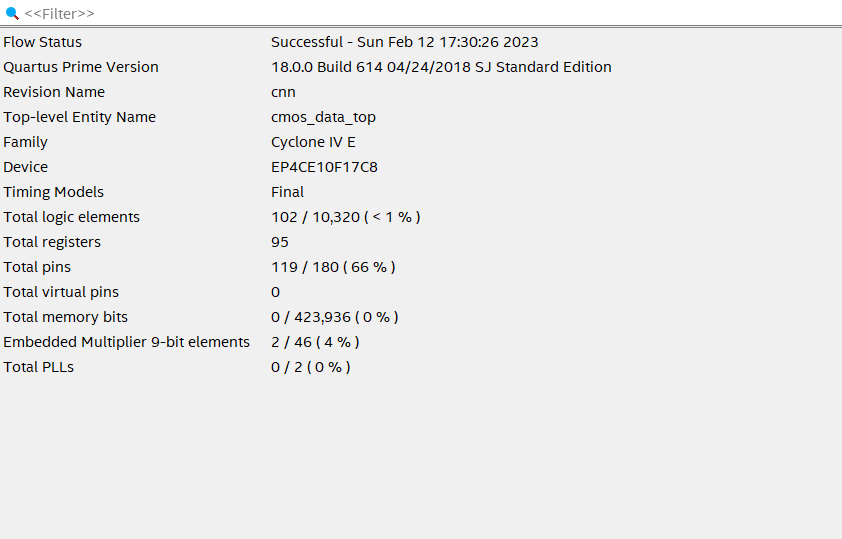 <<Filter>>
Flow Status Successful - Sun Feb 12 17:30:26 2023
Quartus Prime Version 18.0.0 Build 614 04/24/2018 SJ Standard Edition
Revision Name cnn
Top-level Entity Name cmos_data_top
Family Cyclone IV E
Device EP4CE10F17C8
Timing Models Final
Total logic elements 102 / 10,320 ( < 1 % )
Total registers 95
Total pins 119 / 180 ( 66 % )
Total virtual pins 0
Total memory bits 0 / 423,936 ( 0 % )
Embedded Multiplier 9-bit elements 2 / 46 ( 4 % )
Total PLLs 0 / 2 ( 0 % )